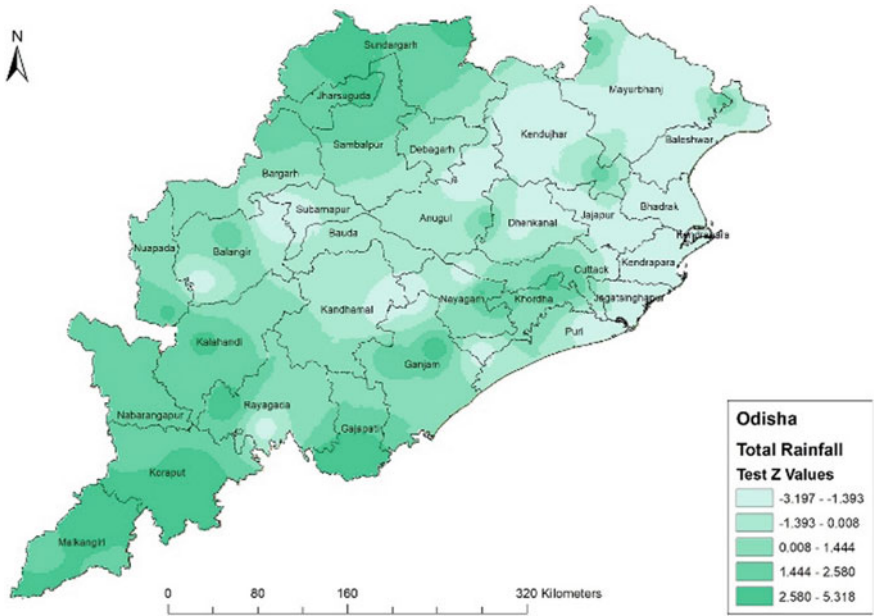 N
Sundargarh
Jharsuguda
Mayurbhanj
Kendujhar
Sambalpur
Debagarh
Baleshwar
Bargarh
Subarnapur
Anugul
Dhenkanal
Jajapur
Bhadrak
Bauda
Nuapada
Balangir
Kendrapara
Cuttack
Kendrapara
Kandhamal
Nayagarh
Khordha
Jagatsinghapur
Puri
Kalahandi
Ganjam
Nabarangapur
Rayagada
Gajapati
Koraput
Malkangiri
0 80 160 320 Kilometers
Odisha
Total Rainfall
Test Z Values
-3.197 - -1.393
-1.393 - 0.008
0.008 - 1.444
1.444 - 2.580
2.580 - 5.318